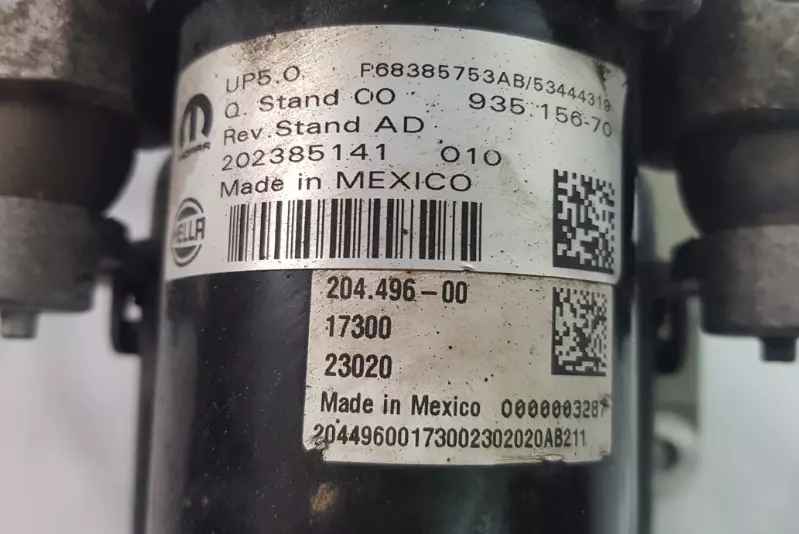 UP5.0 P68385753AB/53444319
Q. Stand CO 935.156-70
Rev.Stand AD
MOPAR
202385141 010
Made in MEXICO
HELLA
204.496-00
17300
23020
Made in Mexico 0000003287
20449600173002302020AB211